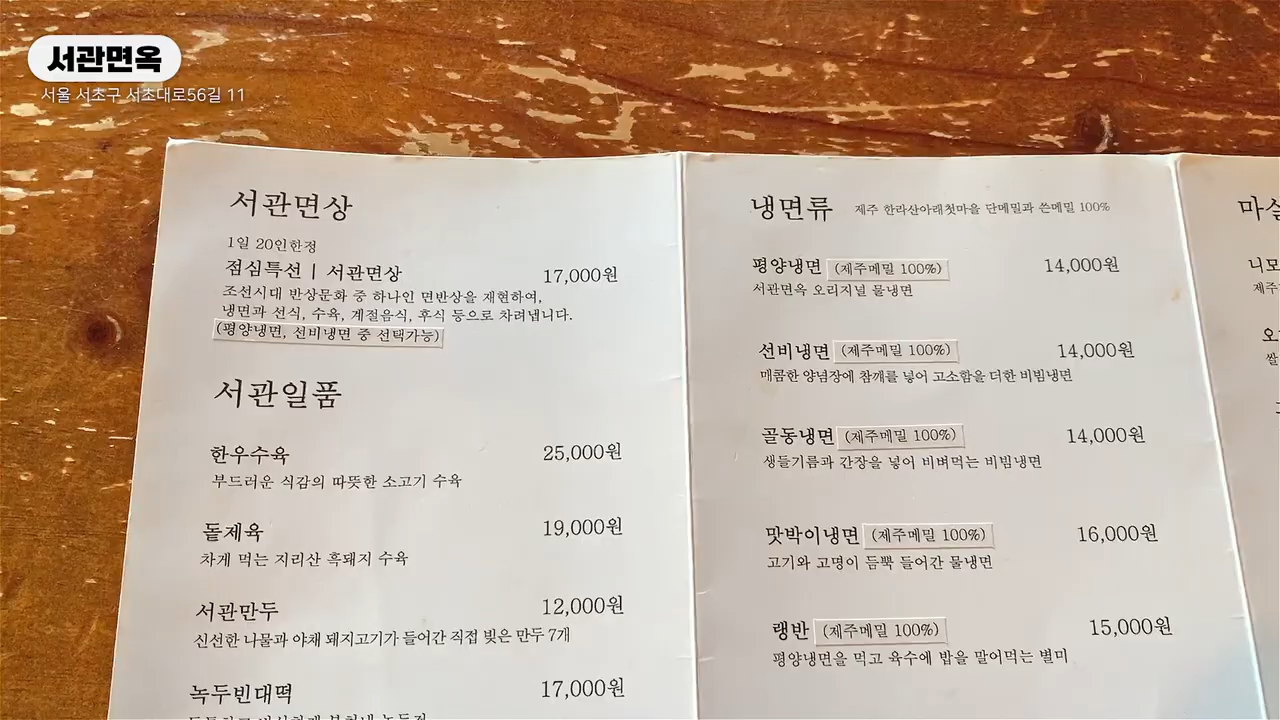 서관면옥
서울 서초구 서초대로56길 11
서관면상
1일 20인한정
점심특선 | 서관면상 17,000원
조선시대 반상문화 중 하나인 면반상을 재현하여,
냉면과 선식, 수육, 계절음식, 후식 등으로 차려냅니다.
(평양냉면, 선비냉면 중 선택가능)
서관일품
한우수육 25,000원
부드러운 식감의 따뜻한 소고기 수육
돝제육 19,000원
차게 먹는 지리산 흑돼지 수육
서관만두 12,000원
신선한 나물과 야채 돼지고기가 들어간 직접 빚은 만두 7개
녹두빈대떡 17,000원
냉면류 제주 한라산아래첫마을 단메밀과 쓴메밀 100%
평양냉면 (제주메밀 100%) 14,000원
서관면옥 오리지널 물냉면
선비냉면 (제주메밀 100%) 14,000원
매콤한 양념장에 참깨를 넣어 고소함을 더한 비빔냉면
골동냉면 (제주메밀 100%) 14,000원
생들기름과 간장을 넣어 비벼먹는 비빔냉면
맛박이냉면 (제주메밀 100%) 16,000원
고기와 고명이 듬뿍 들어간 물냉면
랭반 (제주메밀 100%) 15,000원
평양냉면을 먹고 육수에 밥을 말어먹는 별미
니모
제주
오
쌀